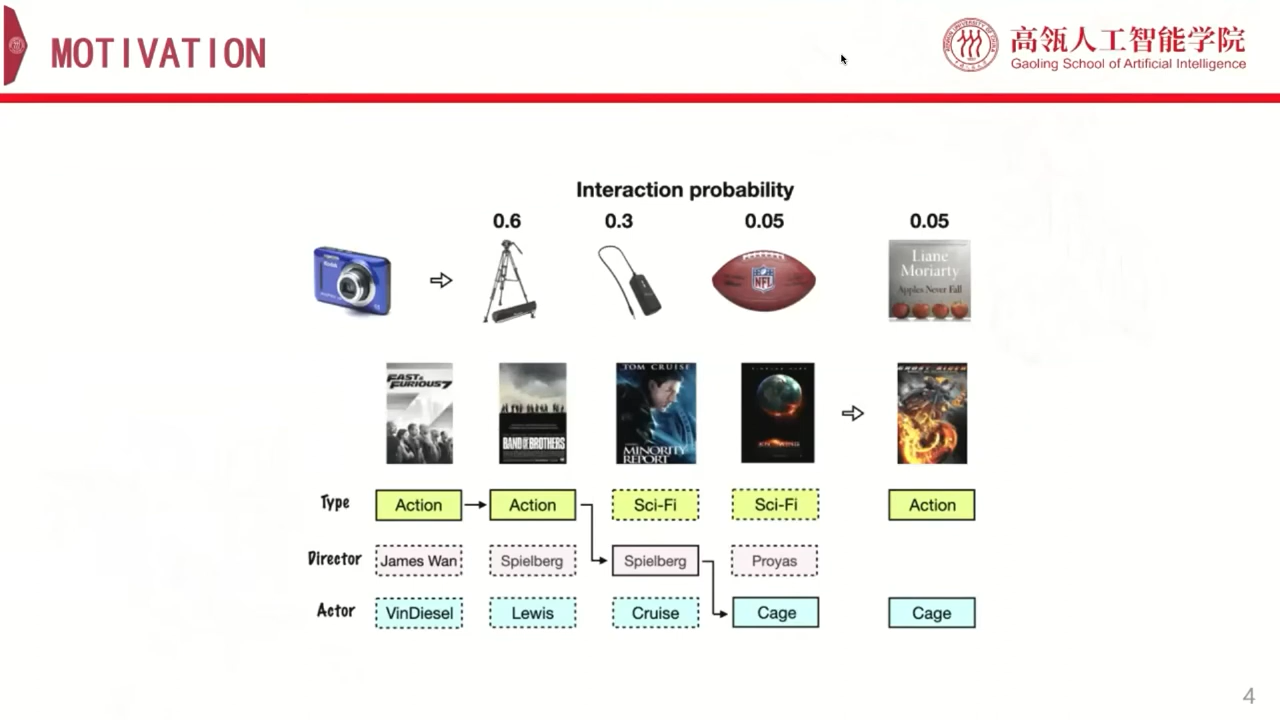 MOTIVATION
高瓴人工智能学院
Gaoling School of Artificial Intelligence
Interaction probability
0.6 0.3 0.05 0.05
NFL
Liane
Moriarty
Apples Never Fall
FAST &
FURIOUS 7
BAND OF BROTHERS
TOM CRUISE
MINORITY
REPORT
GHOST RIDER
Type Action Action Sci-Fi Sci-Fi Action
Director James Wan Spielberg Spielberg Proyas
Actor VinDiesel Lewis Cruise Cage Cage
4